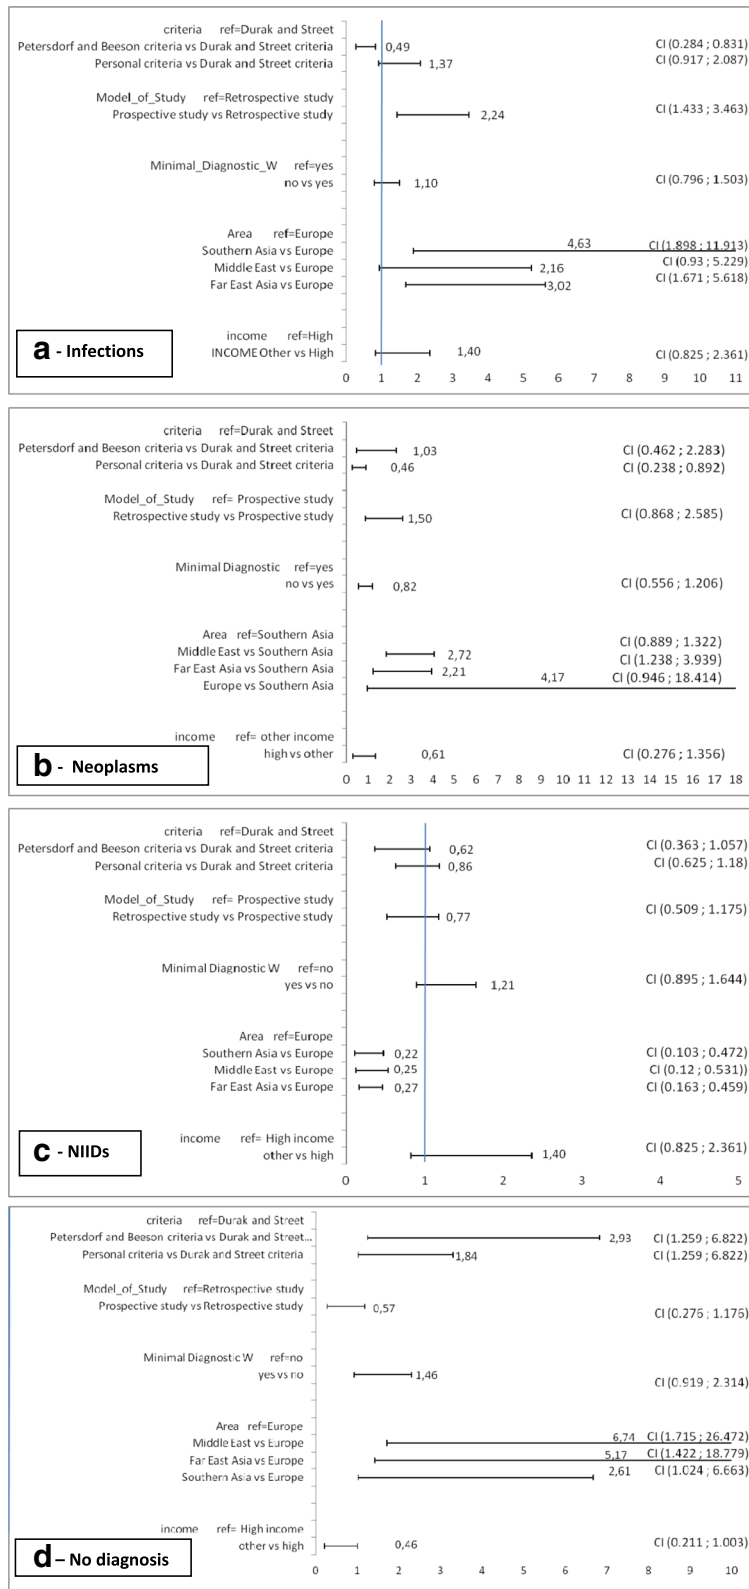 criteria ref=Durak and Street
Petersdorf and Beeson criteria vs Durak and Street criteria 0,49 CI (0.284 ; 0.831)
Personal criteria vs Durak and Street criteria 1,37 CI (0.917 ; 2.087)
Model_of_Study ref=Retrospective study
Prospective study vs Retrospective study 2,24 CI (1.433 ; 3.463)
Minimal_Diagnostic_W ref=yes
no vs yes 1,10 CI (0.796 ; 1.503)
Area ref=Europe
Southern Asia vs Europe 4,63 CI (1.898 ; 11.913)
Middle East vs Europe 2,16 CI (0.93 ; 5.229)
Far East Asia vs Europe 3,02 CI (1.671 ; 5.618)
income ref=High
INCOME Other vs High 1,40 CI (0.825 ; 2.361)
a - Infections
0 1 2 3 4 5 6 7 8 9 10 11
criteria ref=Durak and Street
Petersdorf and Beeson criteria vs Durak and Street criteria 1,03 CI (0.462 ; 2.283)
Personal criteria vs Durak and Street criteria 0,46 CI (0.238 ; 0.892)
Model_of_Study ref= Prospective study
Retrospective study vs Prospective study 1,50 CI (0.868 ; 2.585)
Minimal Diagnostic ref=yes
no vs yes 0,82 CI (0.556 ; 1.206)
Area ref=Southern Asia
Middle East vs Southern Asia 2,72 CI (0.889 ; 1.322)
Far East Asia vs Southern Asia 2,21 CI (1.238 ; 3.939)
Europe vs Southern Asia 4,17 CI (0.946 ; 18.414)
income ref= other income
high vs other 0,61 CI (0.276 ; 1.356)
b - Neoplasms
0 1 2 3 4 5 6 7 8 9 10 11 12 13 14 15 16 17 18
criteria ref=Durak and Street
Petersdorf and Beeson criteria vs Durak and Street criteria 0,62 CI (0.363 ; 1.057)
Personal criteria vs Durak and Street criteria 0,86 CI (0.625 ; 1.18)
Model_of_Study ref= Prospective study
Retrospective study vs Prospective study 0,77 CI (0.509 ; 1.175)
Minimal Diagnostic W ref=no
yes vs no 1,21 CI (0.895 ; 1.644)
Area ref=Europe
Southern Asia vs Europe 0,22 CI (0.103 ; 0.472)
Middle East vs Europe 0,25 CI (0.12 ; 0.531))
Far East Asia vs Europe 0,27 CI (0.163 ; 0.459)
income ref= High income
other vs high 1,40 CI (0.825 ; 2.361)
c - NIIDs
0 1 2 3 4 5
criteria ref=Durak and Street
Petersdorf and Beeson criteria vs Durak and Street... 2,93 CI (1.259 ; 6.822)
Personal criteria vs Durak and Street criteria 1,84 CI (1.259 ; 6.822)
Model_of_Study ref=Retrospective study
Prospective study vs Retrospective study 0,57 CI (0.276 ; 1.176)
Minimal Diagnostic W ref=no
yes vs no 1,46 CI (0.919 ; 2.314)
Area ref=Europe
Middle East vs Europe 6,74 CI (1.715 ; 26.472)
Far East Asia vs Europe 5,17 CI (1.422 ; 18.779)
Southern Asia vs Europe 2,61 CI (1.024 ; 6.663)
income ref= High income
other vs high 0,46 CI (0.211 ; 1.003)
d – No diagnosis
0 1 2 3 4 5 6 7 8 9 10